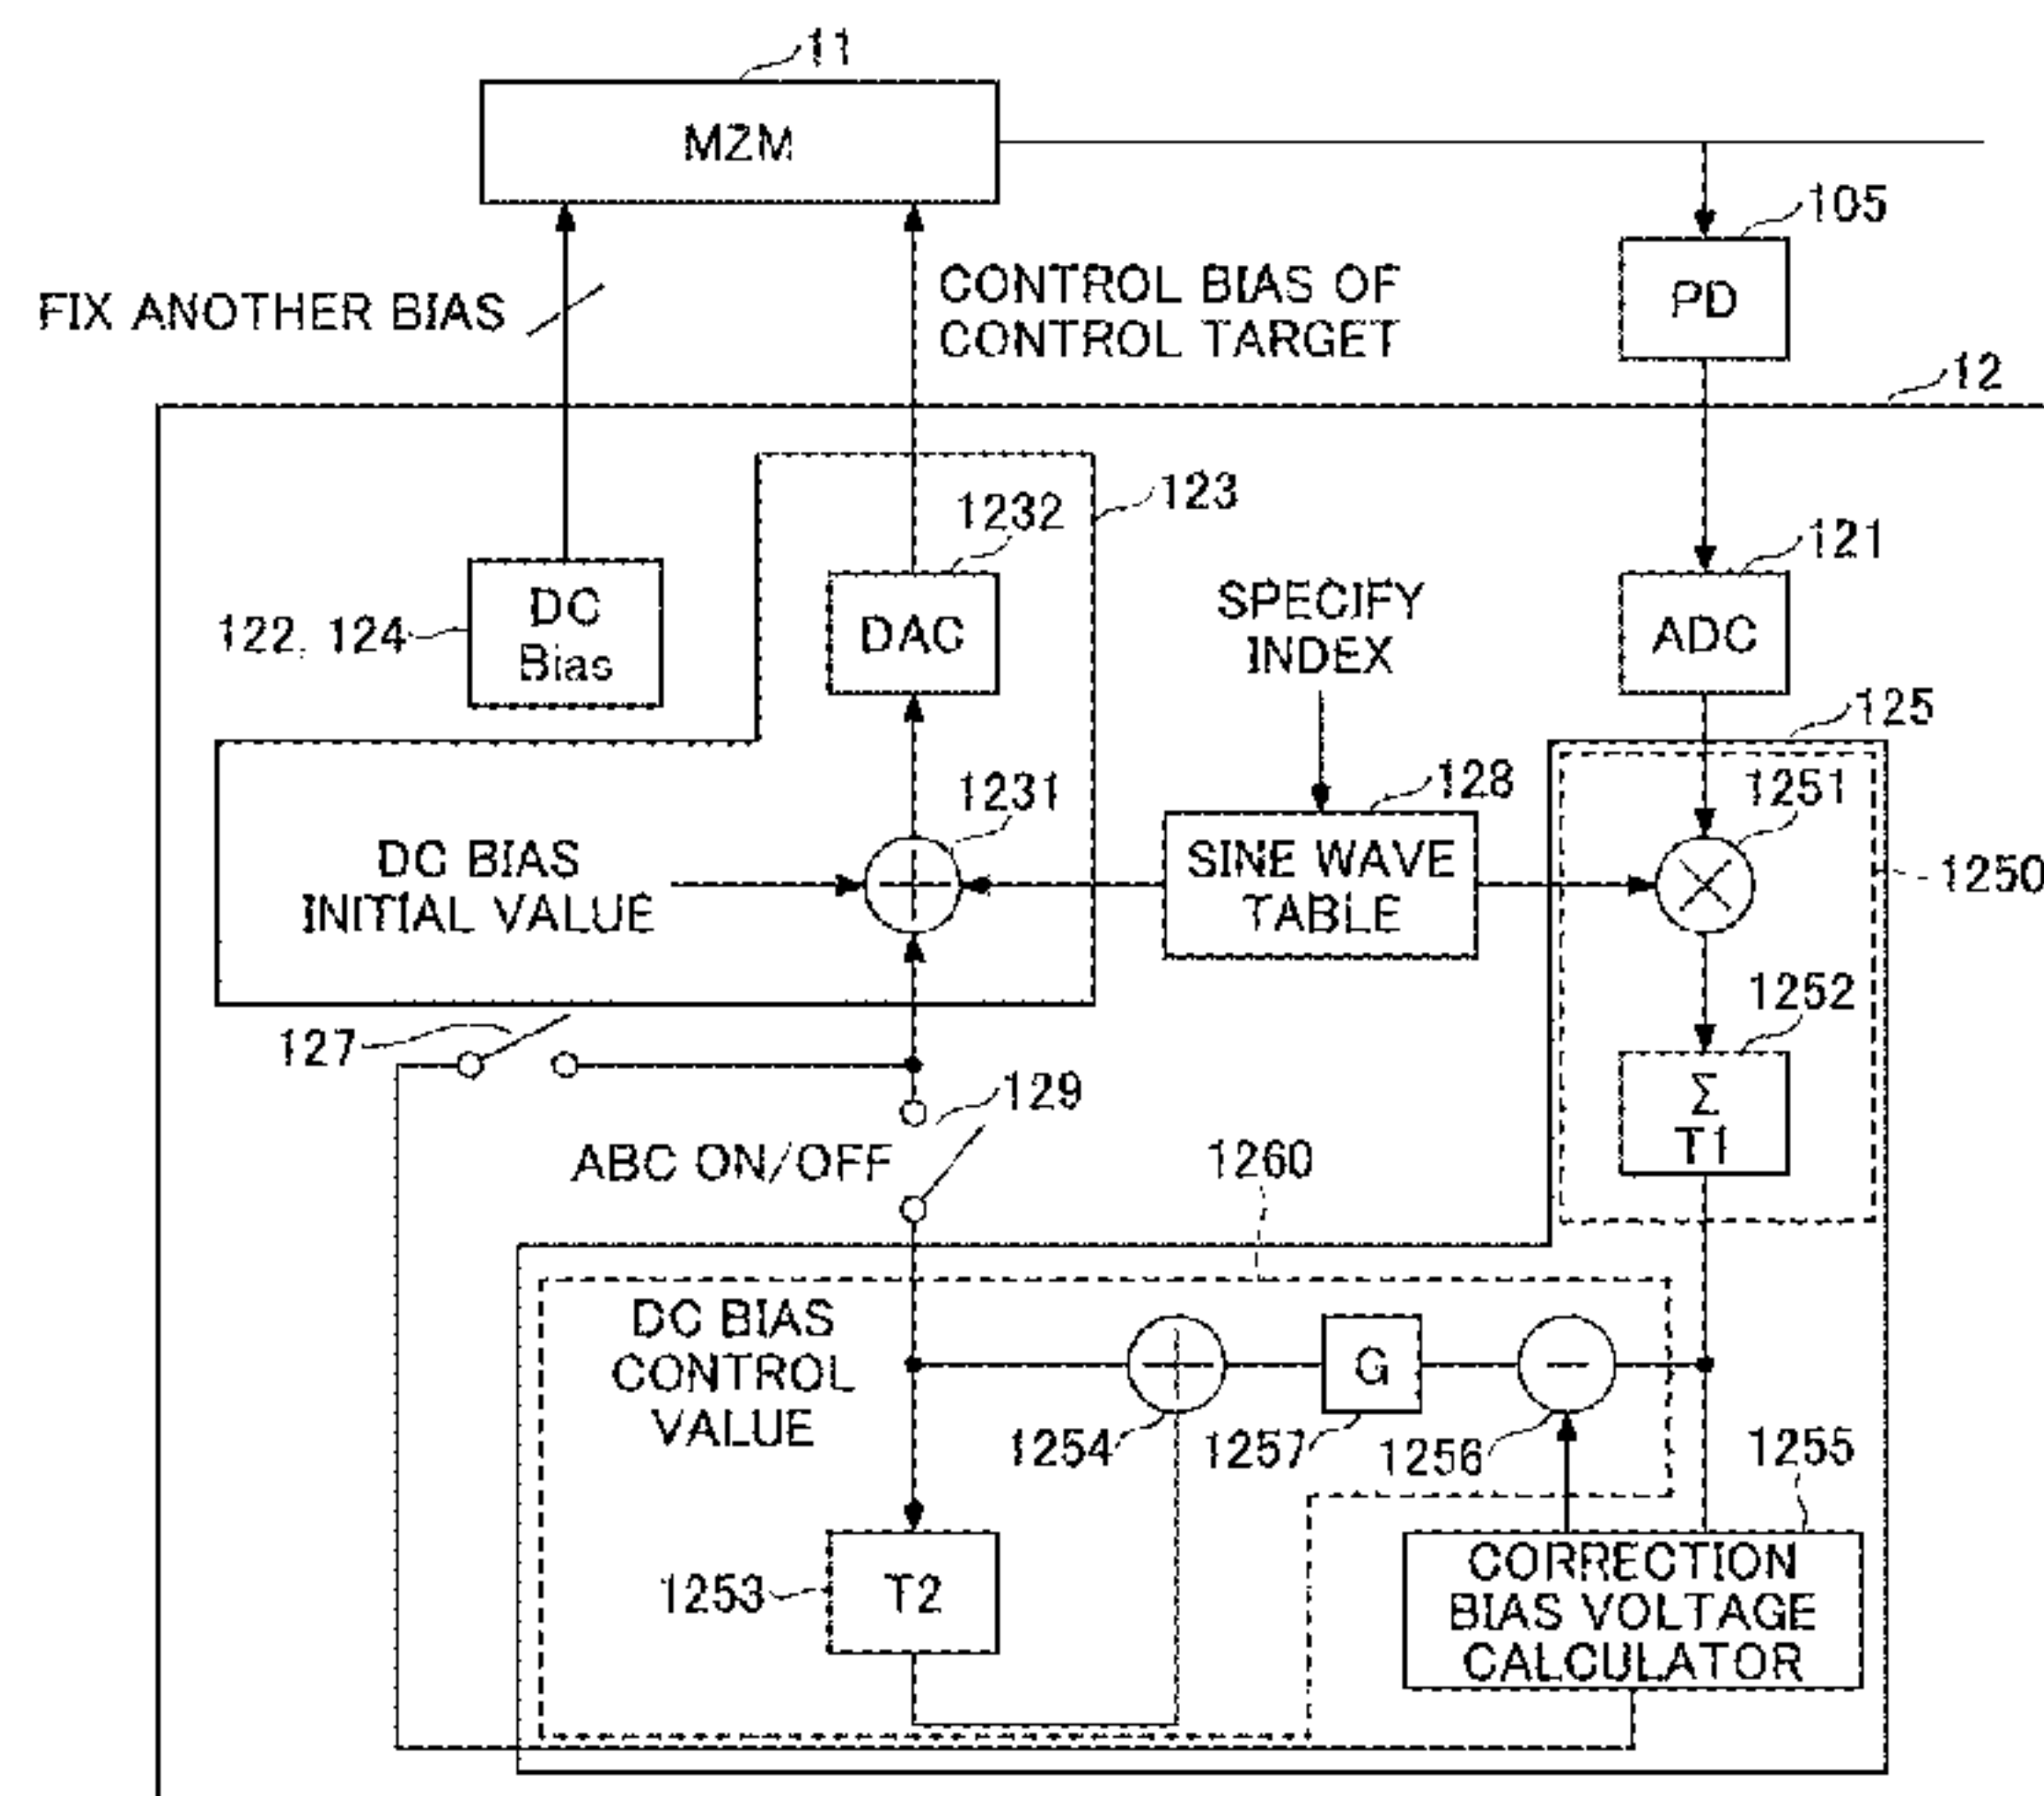 11
MZM
105
PD
FIX ANOTHER BIAS
CONTROL BIAS OF
CONTROL TARGET
12
123
1232
121
DC
Bias
122, 124
DAC
SPECIFY
INDEX
ADC
125
1231
128
1251
DC BIAS
INITIAL VALUE
SINE WAVE
TABLE
1250
1252
127
129
Σ
T1
ABC ON/OFF
1260
DC BIAS
CONTROL
VALUE
G
1254
1257
1256
1255
1253
T2
CORRECTION
BIAS VOLTAGE
CALCULATOR